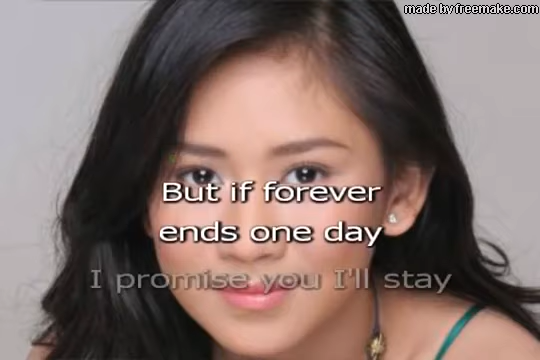 made by freemake.com
But if forever
ends one day
I promise you I'll stay